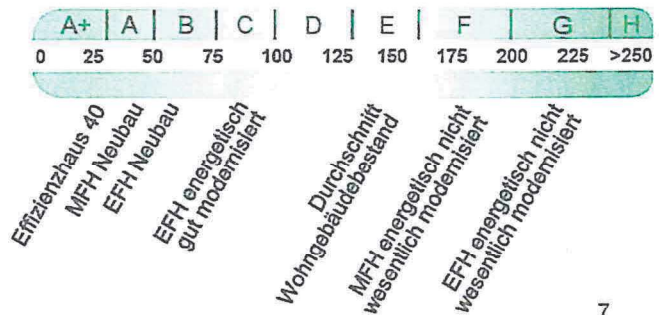 A+ | A | B | C | D | E | F | G | H
0 25 50 75 100 125 150 175 200 225 >250
Effizienzhaus 40
MFH Neubau
EFH Neubau
EFH energetisch
gut modernisiert
Durchschnitt
Wohngebäudebestand
MFH energetisch nicht
wesentlich modernisiert
EFH energetisch nicht
wesentlich modernisiert
7